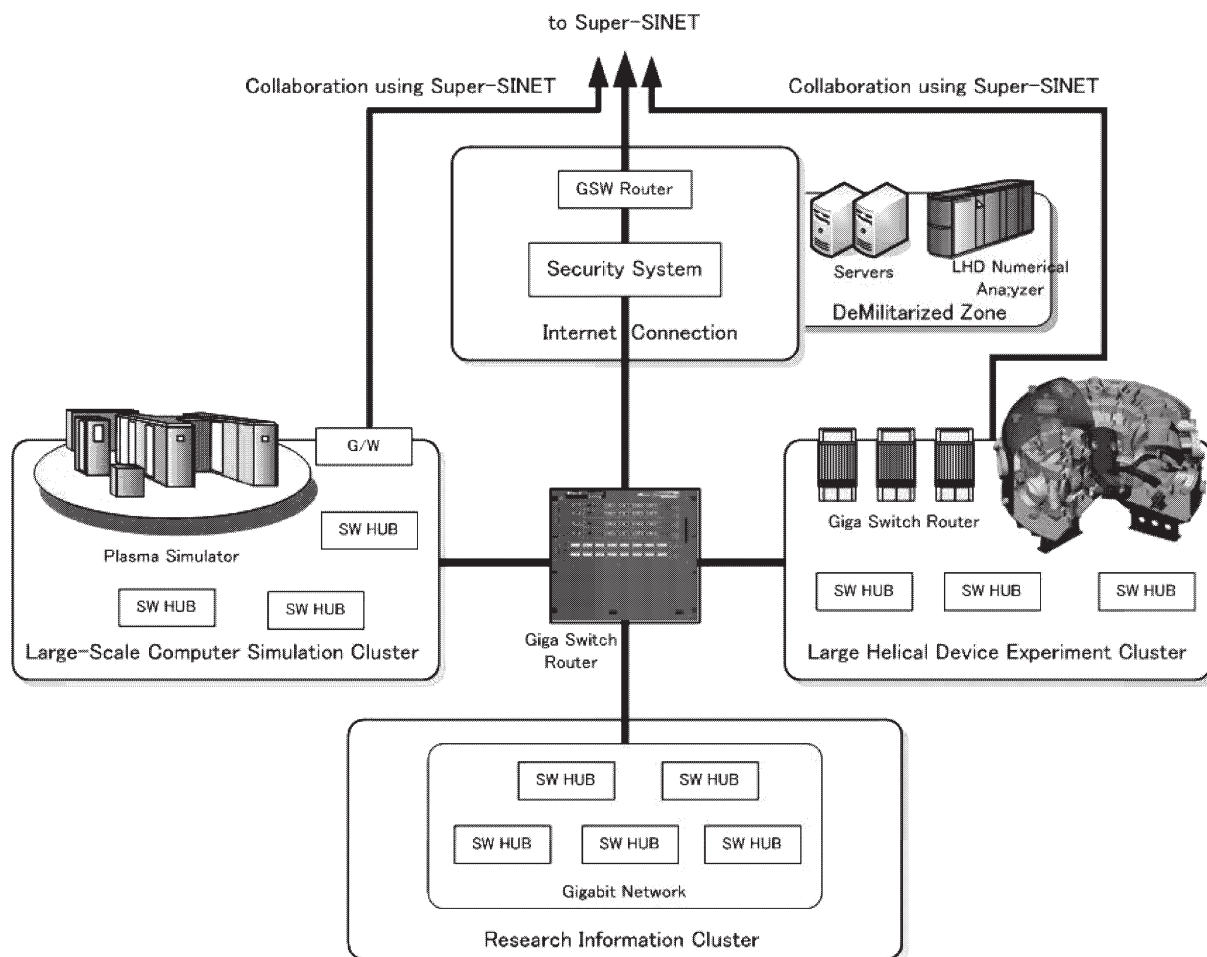 to Super-SINET
Collaboration using Super-SINET
Collaboration using Super-SINET
GSW Router
Security System
Internet Connection
Servers
LHD Numerical
Ana;yzer
DeMilitarized Zone
G/W
SW HUB
Plasma Simulator
SW HUB
SW HUB
Large-Scale Computer Simulation Cluster
Giga Switch
Router
Giga Switch Router
SW HUB
SW HUB
SW HUB
Large Helical Device Experiment Cluster
SW HUB
SW HUB
SW HUB
SW HUB
SW HUB
Gigabit Network
Research Information Cluster